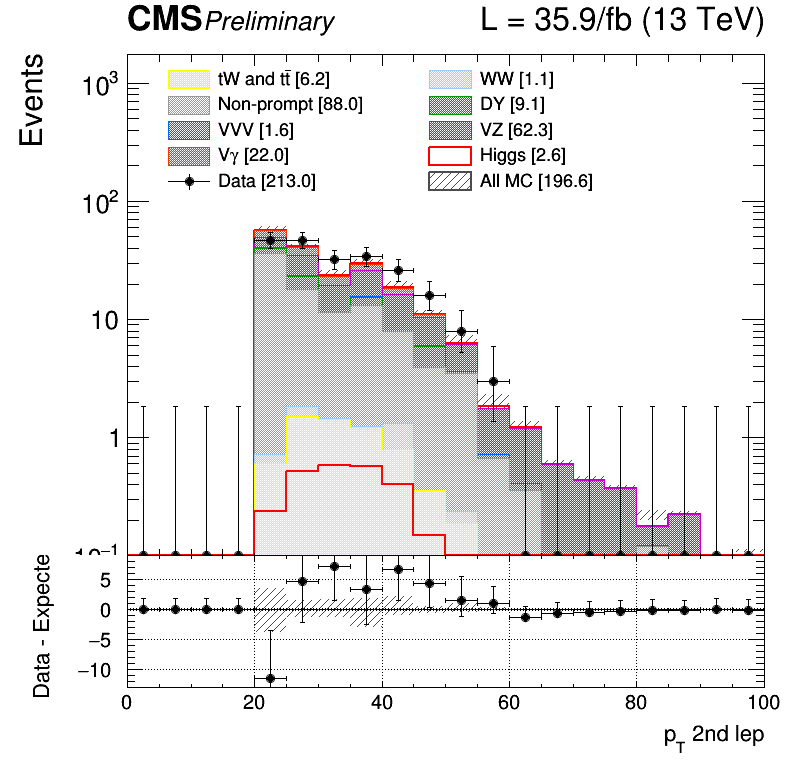 CMS Preliminary L = 35.9/fb (13 TeV)
Events
tW and tt̄ [6.2] WW [1.1]
Non-prompt [88.0] DY [9.1]
VVV [1.6] VZ [62.3]
Vγ [22.0] Higgs [2.6]
Data [213.0] All MC [196.6]
10³
10²
10
1
Data - Expecte
5
0
−5
−10
0 20 40 60 80 100
p_T 2nd lep